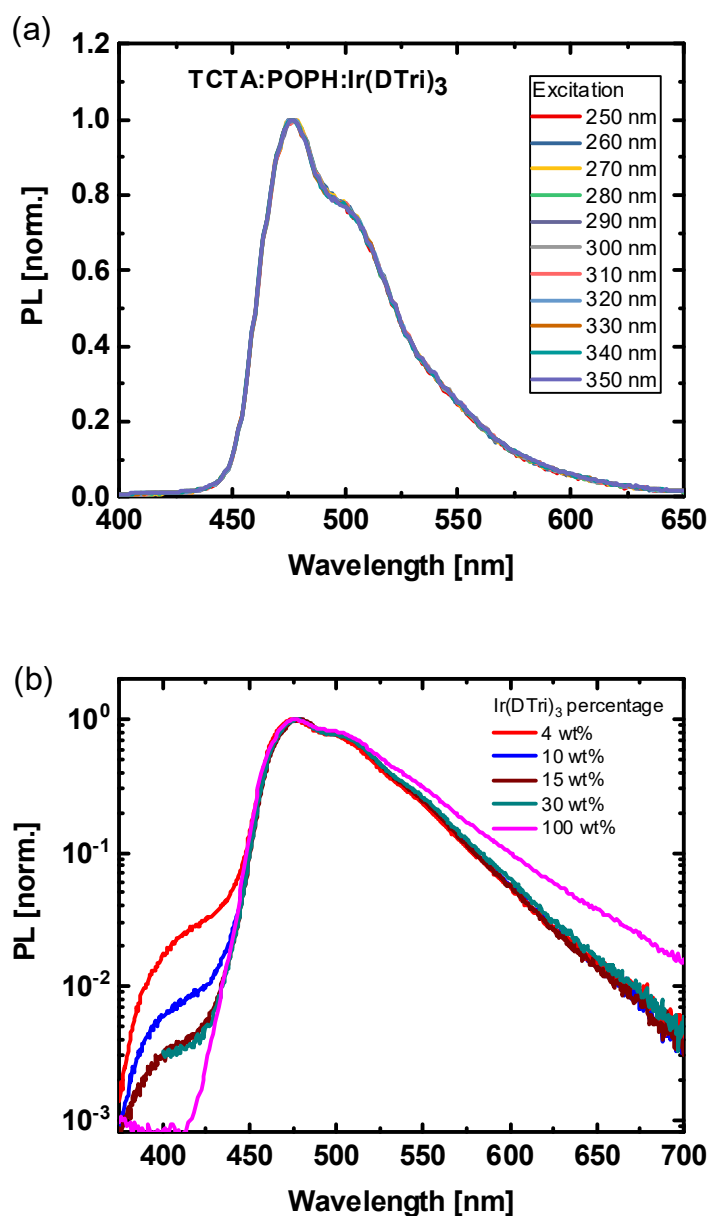 (a)
1.2
1.0
0.8
0.6
0.4
0.2
0.0
PL [norm.]
TCTA:POPH:Ir(DTri)3
Excitation
250 nm
260 nm
270 nm
280 nm
290 nm
300 nm
310 nm
320 nm
330 nm
340 nm
350 nm
400 450 500 550 600 650
Wavelength [nm]
(b)
10^0
10^-1
10^-2
10^-3
PL [norm.]
Ir(DTri)3 percentage
4 wt%
10 wt%
15 wt%
30 wt%
100 wt%
400 450 500 550 600 650 700
Wavelength [nm]